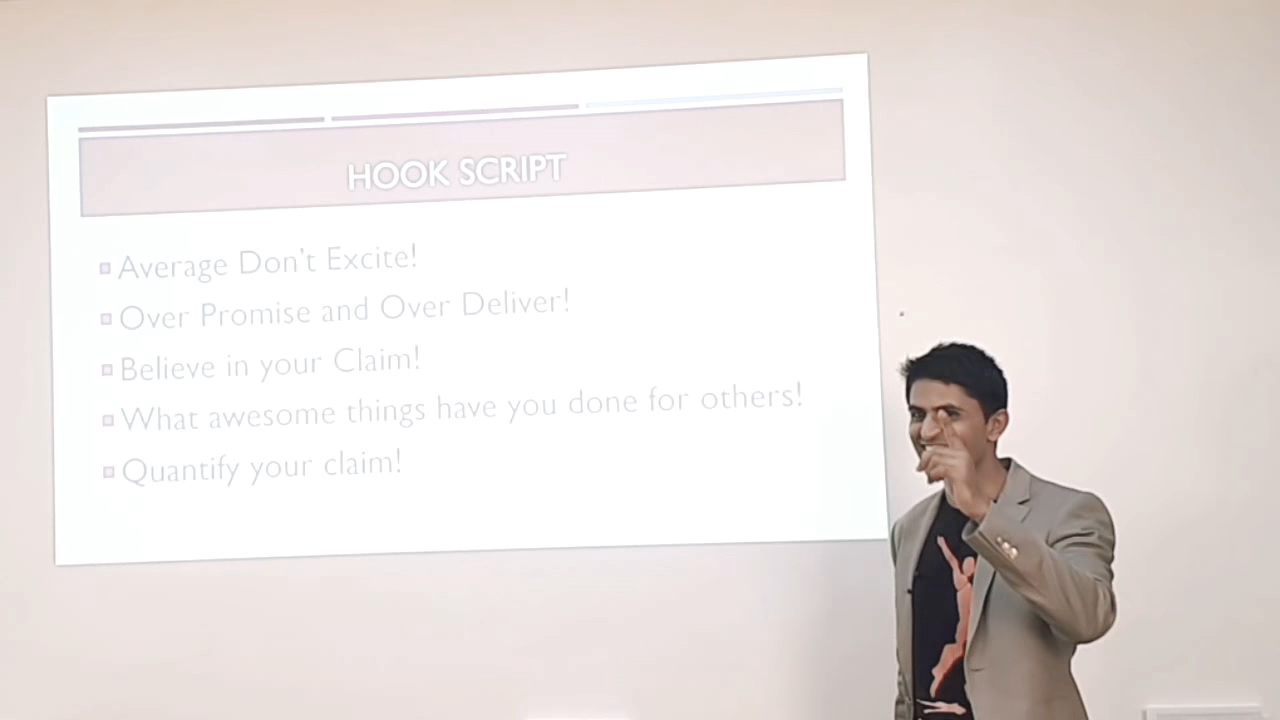 HOOK SCRIPT
Average Don't Excite!
Over Promise and Over Deliver!
Believe in your Claim!
What awesome things have you done for others!
Quantify your claim!